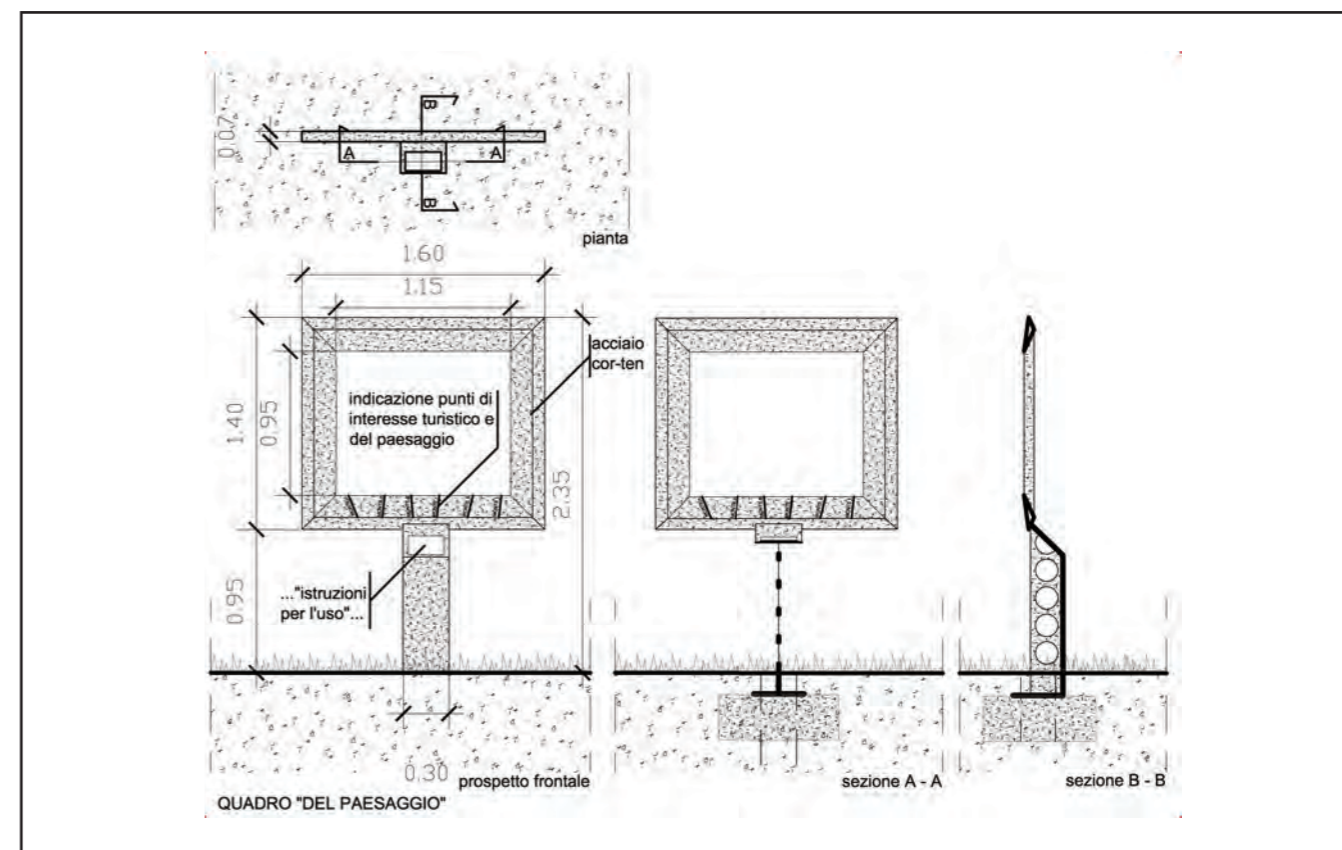 B
0.07
A
A
B
pianta
1.60
1.15
acciaio
cor-ten
indicazione punti di
interesse turistico e
del paesaggio
1.40
0.95
2.35
0.95
..."istruzioni
per l'uso"...
0.30
prospetto frontale
sezione A - A
sezione B - B
QUADRO "DEL PAESAGGIO"